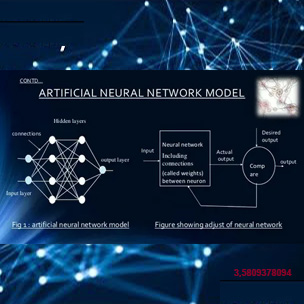 CONTD...
ARTIFICIAL NEURAL NETWORK MODEL
Hidden layers
connections
output layer
Input layer
Fig 1 : artificial neural network model
Input
Neural network
Including
connections
(called weights)
between neuron
Actual
output
Desired
output
Comp
are
output
Figure showing adjust of neural network
3,5809370094